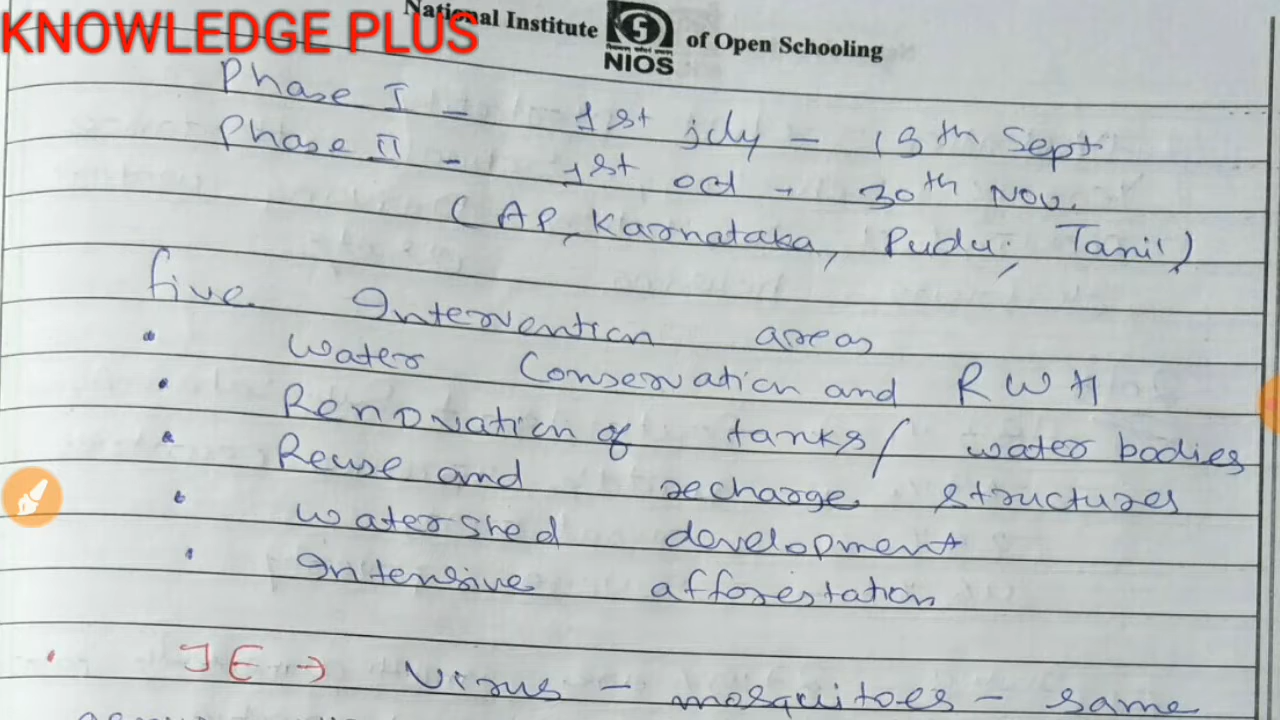 KNOWLEDGE PLUS
National Institute of Open Schooling
NIOS
Phase I - 1st july - 15th Sept
Phase II - 1st oct - 30th Nov.
(AP, Karnataka, Pudu, Tamil)
five Intervention areas
• Water Conservation and RWH
• Renovation of tanks/ water bodies
• Reuse and recharge structures
• Watershed development
• Intensive afforestation
• JE → Virus - mosquitoes - same